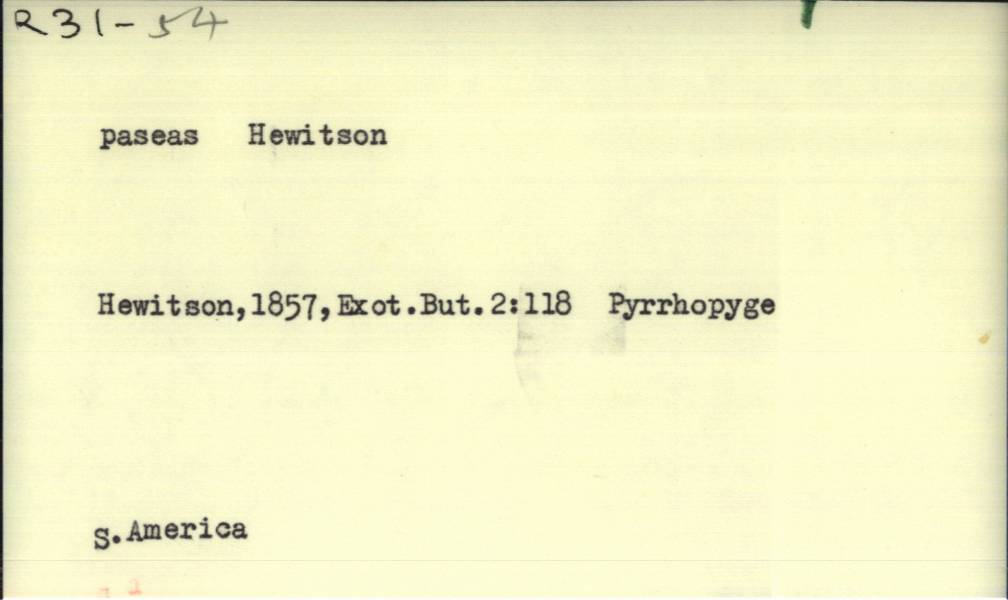 R31-54
paseas Hewitson
Hewitson,1857,Exot.But.2:118 Pyrrhopyge
S.America